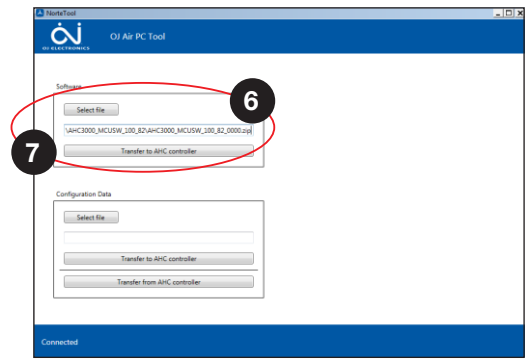 NorteTool
OJ ELECTRONICS
OJ Air PC Tool
Software
6
Select file
\AHC3000_MCUSW_100_82\AHC3000_MCUSW_100_82_0000.zip
7
Transfer to AHC controller
Configuration Data
Select file
Transfer to AHC controller
Transfer from AHC controller
Connected